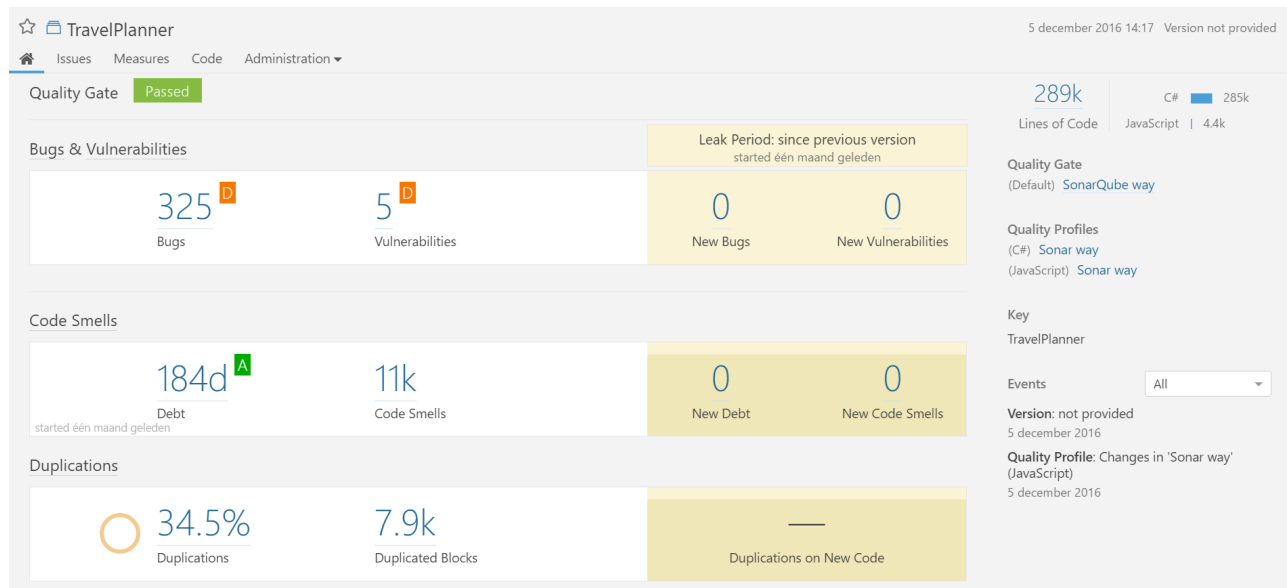 TravelPlanner
5 december 2016 14:17 Version not provided
Issues Measures Code Administration
Quality Gate Passed
289k
Lines of Code
C# 285k
JavaScript 4.4k
Leak Period: since previous version
started één maand geleden
Bugs & Vulnerabilities
325 D
Bugs
5 D
Vulnerabilities
0
New Bugs
0
New Vulnerabilities
Code Smells
184d A
Debt
started één maand geleden
11k
Code Smells
0
New Debt
0
New Code Smells
Duplications
34.5%
Duplications
7.9k
Duplicated Blocks
—
Duplications on New Code
Quality Gate
(Default) SonarQube way
Quality Profiles
(C#) Sonar way
(JavaScript) Sonar way
Key
TravelPlanner
Events All
Version: not provided
5 december 2016
Quality Profile: Changes in 'Sonar way'
(JavaScript)
5 december 2016